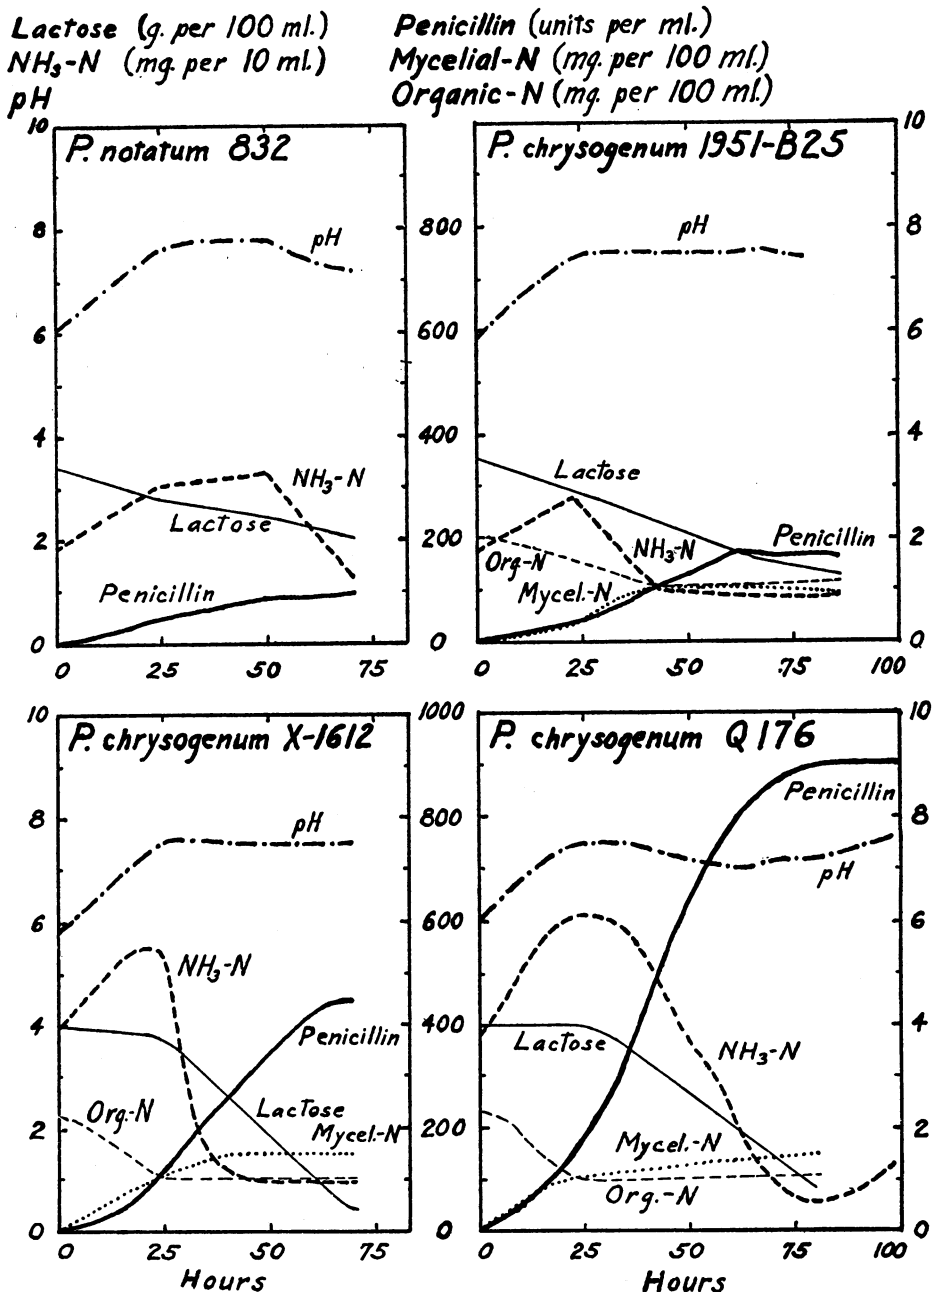 Lactose (g. per 100 ml.) Penicillin (units per ml.)
NH₃-N (mg. per 10 ml.) Mycelial-N (mg. per 100 ml.)
pH Organic-N (mg. per 100 ml.)
10 10
P. notatum 832 P. chrysogenum 1951-B25
8 pH 800 pH 8
6 600 6
4 400 4
NH₃-N Lactose
Lactose
2 200 Org-N NH₃-N Penicillin 2
Penicillin Mycel.-N
0 0 0
0 25 50 75 0 25 50 75 100
10 1000 10
P. chrysogenum X-1612 P. chrysogenum Q176
Penicillin
8 pH 800 8
pH
6 600 6
NH₃-N
4 Penicillin 400 Lactose NH₃-N 4
Org.-N Lactose
2 Mycel.-N 200 Mycel.-N 2
Org.-N
0 0 0
0 25 50 75 0 25 50 75 100
Hours Hours